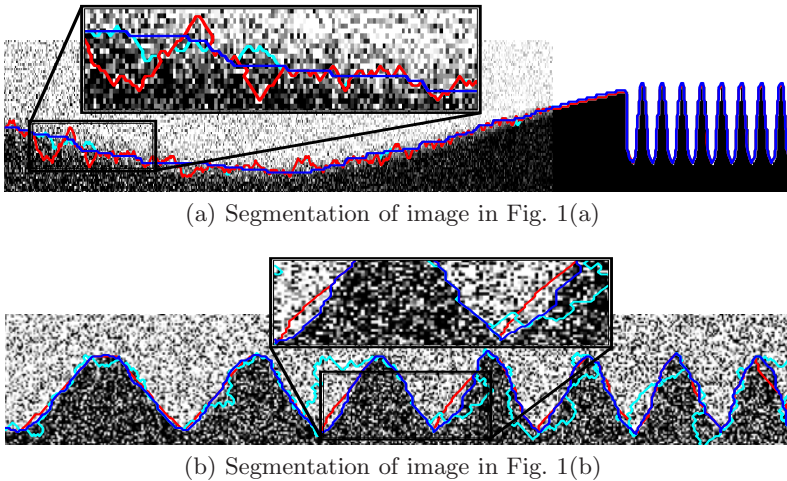 (a) Segmentation of image in Fig. 1(a)
(b) Segmentation of image in Fig. 1(b)